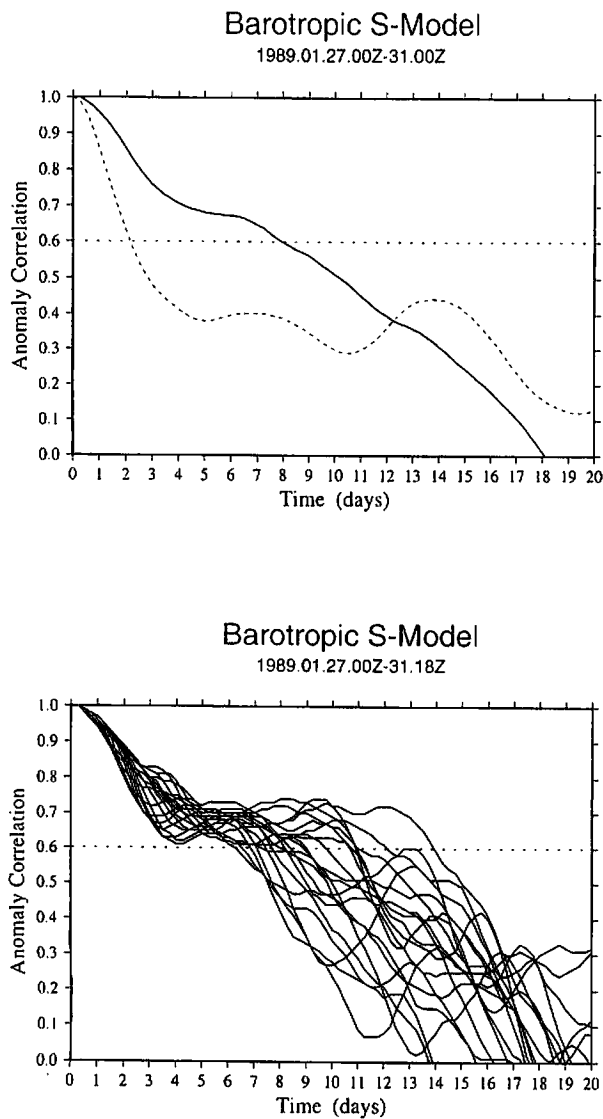 Barotropic S-Model
1989.01.27.00Z-31.00Z
1.0
0.9
0.8
0.7
0.6
0.5
0.4
0.3
0.2
0.1
0.0
Anomaly Correlation
0 1 2 3 4 5 6 7 8 9 10 11 12 13 14 15 16 17 18 19 20
Time (days)
Barotropic S-Model
1989.01.27.00Z-31.18Z
1.0
0.9
0.8
0.7
0.6
0.5
0.4
0.3
0.2
0.1
0.0
Anomaly Correlation
0 1 2 3 4 5 6 7 8 9 10 11 12 13 14 15 16 17 18 19 20
Time (days)